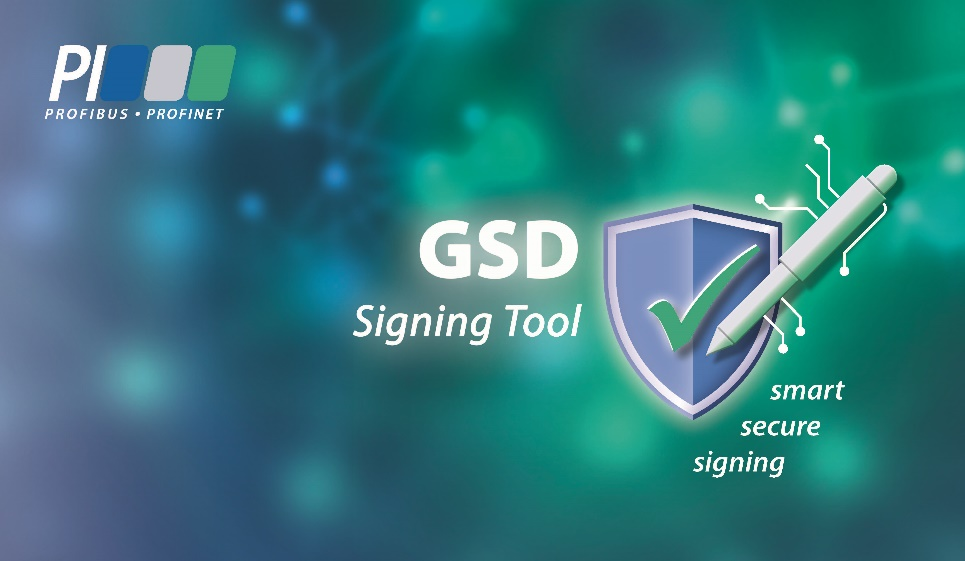 PI
PROFIBUS • PROFINET
GSD
Signing Tool
smart
secure
signing